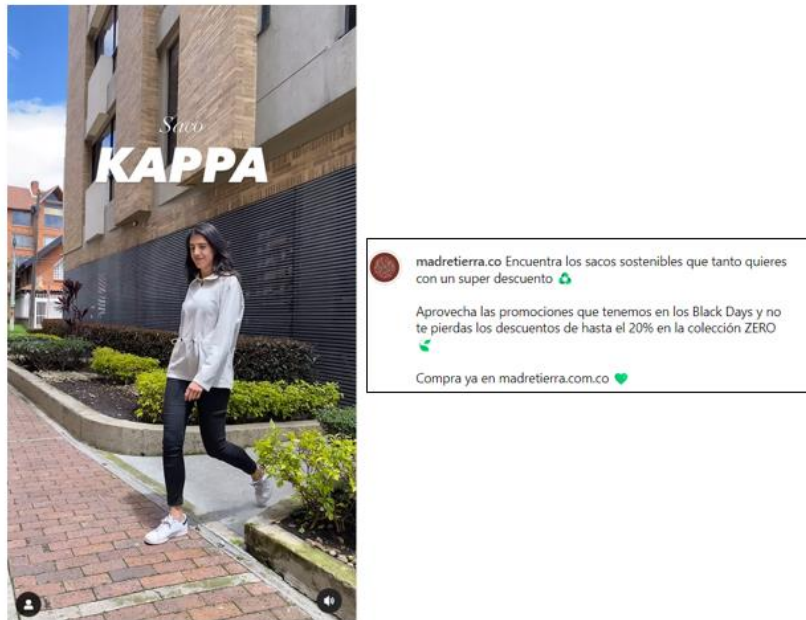 Saco
KAPPA
madretierra.co Encuentra los sacos sostenibles que tanto quieres
con un super descuento ♻
Aprovecha las promociones que tenemos en los Black Days y no
te pierdas los descuentos de hasta el 20% en la colección ZERO
🌿
Compra ya en madretierra.com.co 💚